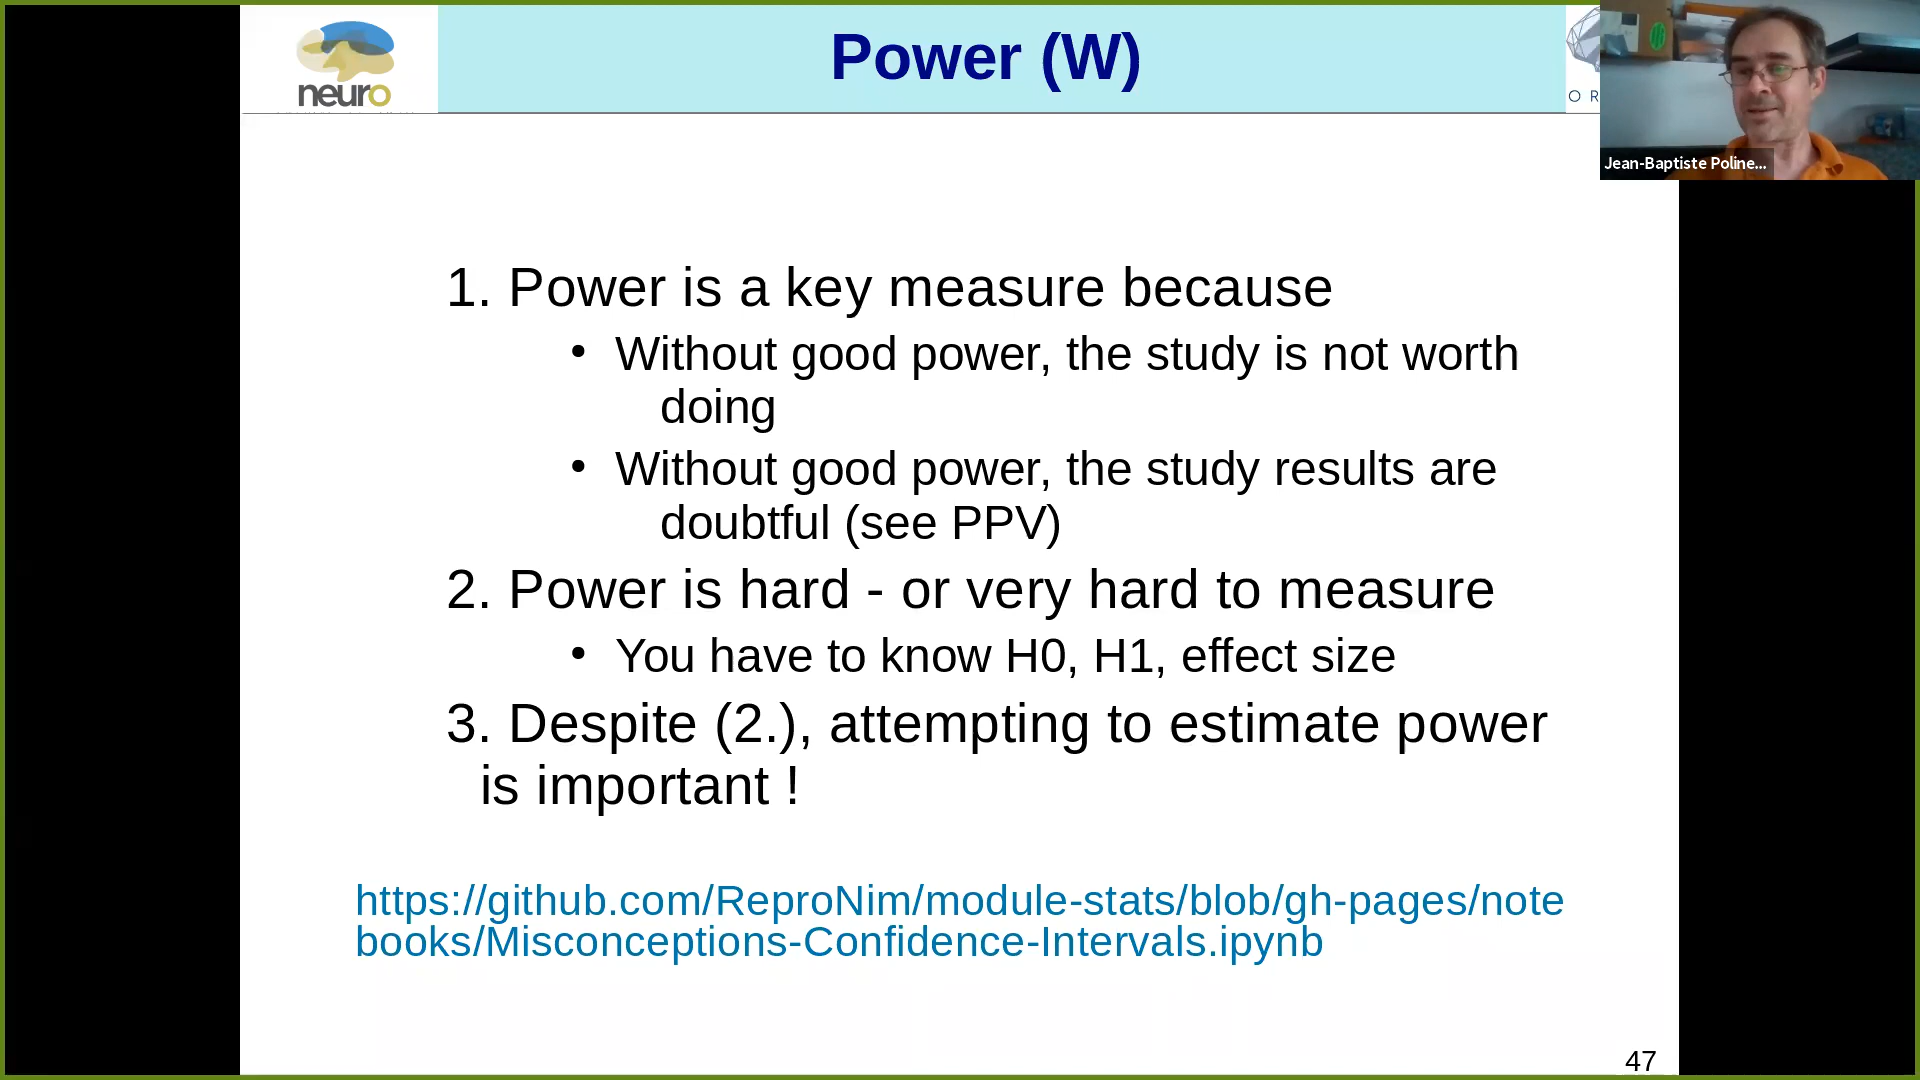 Power (W)
neuro
O R
Jean-Baptiste Poline...
1. Power is a key measure because
• Without good power, the study is not worth
doing
• Without good power, the study results are
doubtful (see PPV)
2. Power is hard - or very hard to measure
• You have to know H0, H1, effect size
3. Despite (2.), attempting to estimate power
is important !
https://github.com/ReproNim/module-stats/blob/gh-pages/note
books/Misconceptions-Confidence-Intervals.ipynb
47